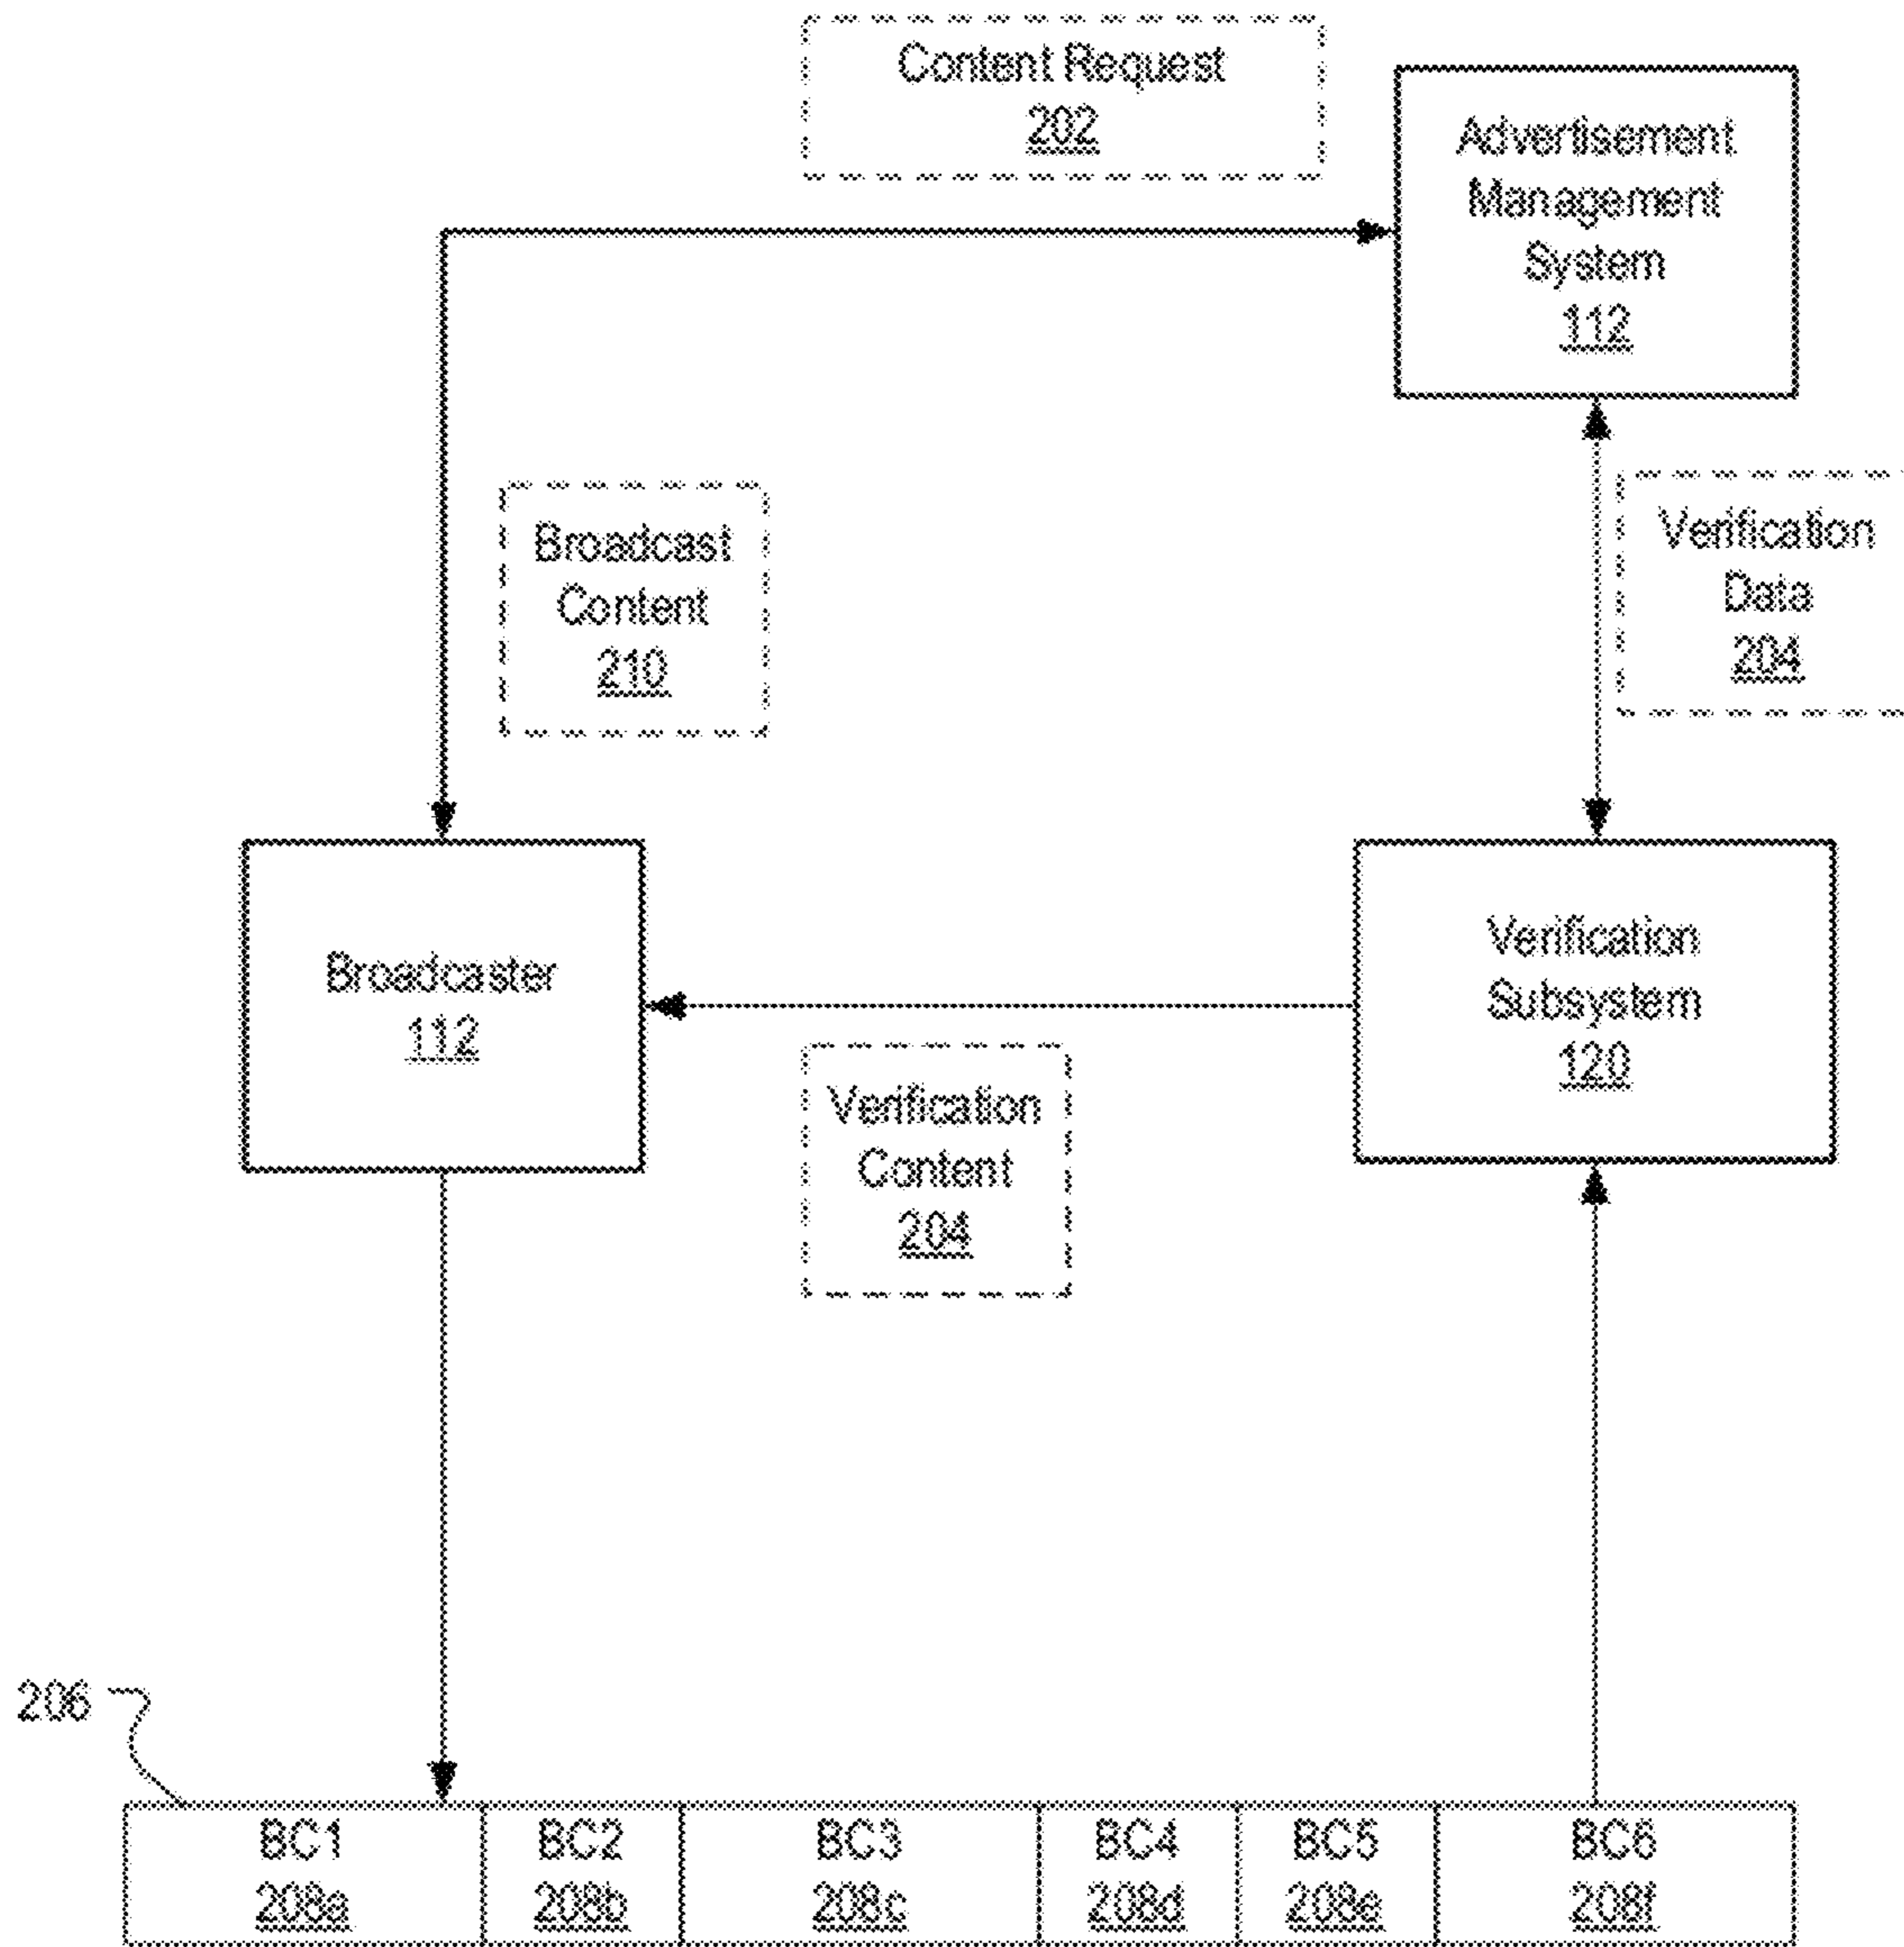 Content Request
202
Advertisement
Management
System
112
Broadcast
Content
210
Verification
Data
204
Broadcaster
112
Verification
Subsystem
120
Verification
Content
204
206
BC1
208a
BC2
208b
BC3
208c
BC4
208d
BC5
208e
BC6
208f